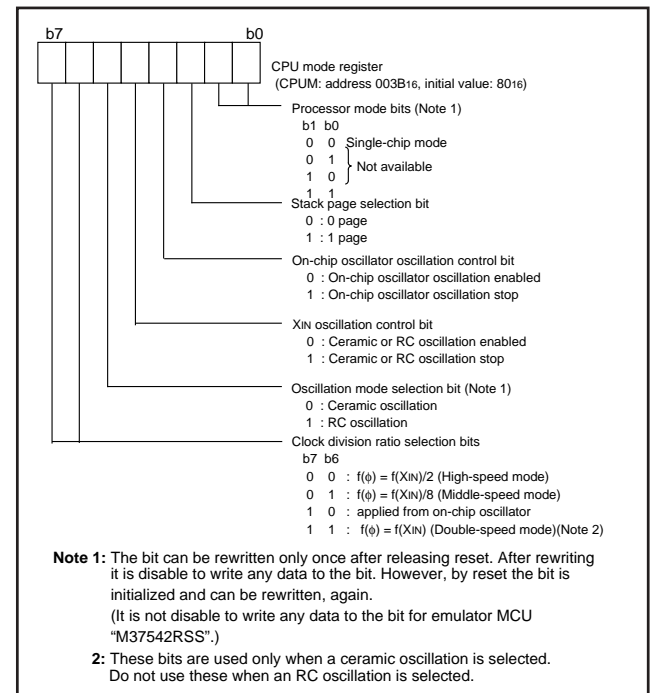 b7 b0
CPU mode register
(CPUM: address 003B16, initial value: 8016)
Processor mode bits (Note 1)
b1 b0
0 0 Single-chip mode
0 1
1 0
Not available
1 1
Stack page selection bit
0 : 0 page
1 : 1 page
On-chip oscillator oscillation control bit
0 : On-chip oscillator oscillation enabled
1 : On-chip oscillator oscillation stop
XIN oscillation control bit
0 : Ceramic or RC oscillation enabled
1 : Ceramic or RC oscillation stop
Oscillation mode selection bit (Note 1)
0 : Ceramic oscillation
1 : RC oscillation
Clock division ratio selection bits
b7 b6
0 0 : f(φ) = f(XIN)/2 (High-speed mode)
0 1 : f(φ) = f(XIN)/8 (Middle-speed mode)
1 0 : applied from on-chip oscillator
1 1 : f(φ) = f(XIN) (Double-speed mode)(Note 2)
Note 1: The bit can be rewritten only once after releasing reset. After rewriting
it is disable to write any data to the bit. However, by reset the bit is
initialized and can be rewritten, again.
(It is not disable to write any data to the bit for emulator MCU
“M37542RSS”.)
2: These bits are used only when a ceramic oscillation is selected.
Do not use these when an RC oscillation is selected.